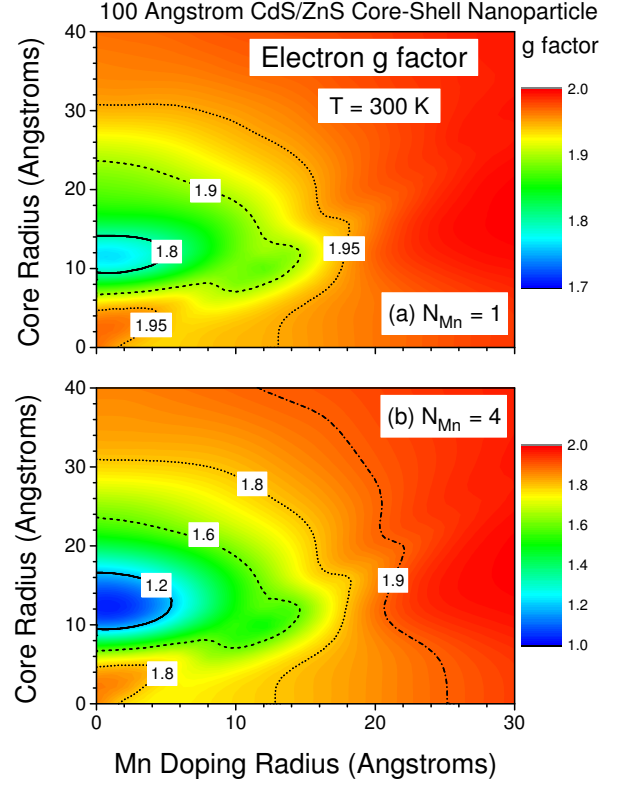 100 Angstrom CdS/ZnS Core-Shell Nanoparticle
g factor
Electron g factor
T = 300 K
40
30
20
10
0
Core Radius (Angstroms)
1.9
1.8
1.95
1.95
(a) N_Mn = 1
2.0
1.9
1.8
1.7
40
30
20
10
0
Core Radius (Angstroms)
(b) N_Mn = 4
1.8
1.6
1.2
1.9
1.8
2.0
1.8
1.6
1.4
1.2
1.0
0 10 20 30
Mn Doping Radius (Angstroms)